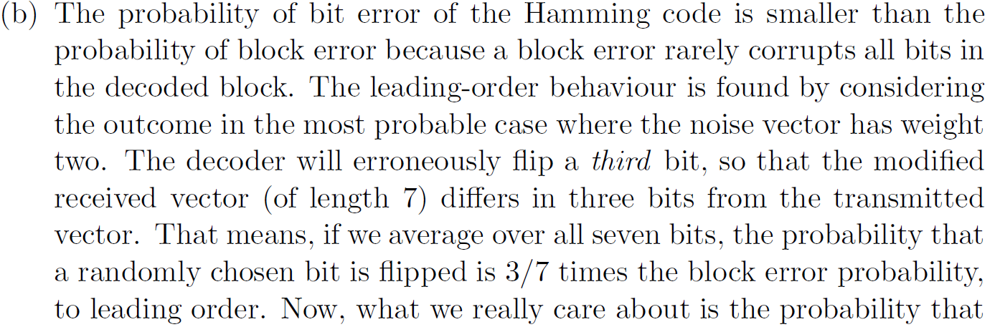 (b) The probability of bit error of the Hamming code is smaller than the
probability of block error because a block error rarely corrupts all bits in
the decoded block. The leading-order behaviour is found by considering
the outcome in the most probable case where the noise vector has weight
two. The decoder will erroneously flip a third bit, so that the modified
received vector (of length 7) differs in three bits from the transmitted
vector. That means, if we average over all seven bits, the probability that
a randomly chosen bit is flipped is 3/7 times the block error probability,
to leading order. Now, what we really care about is the probability that